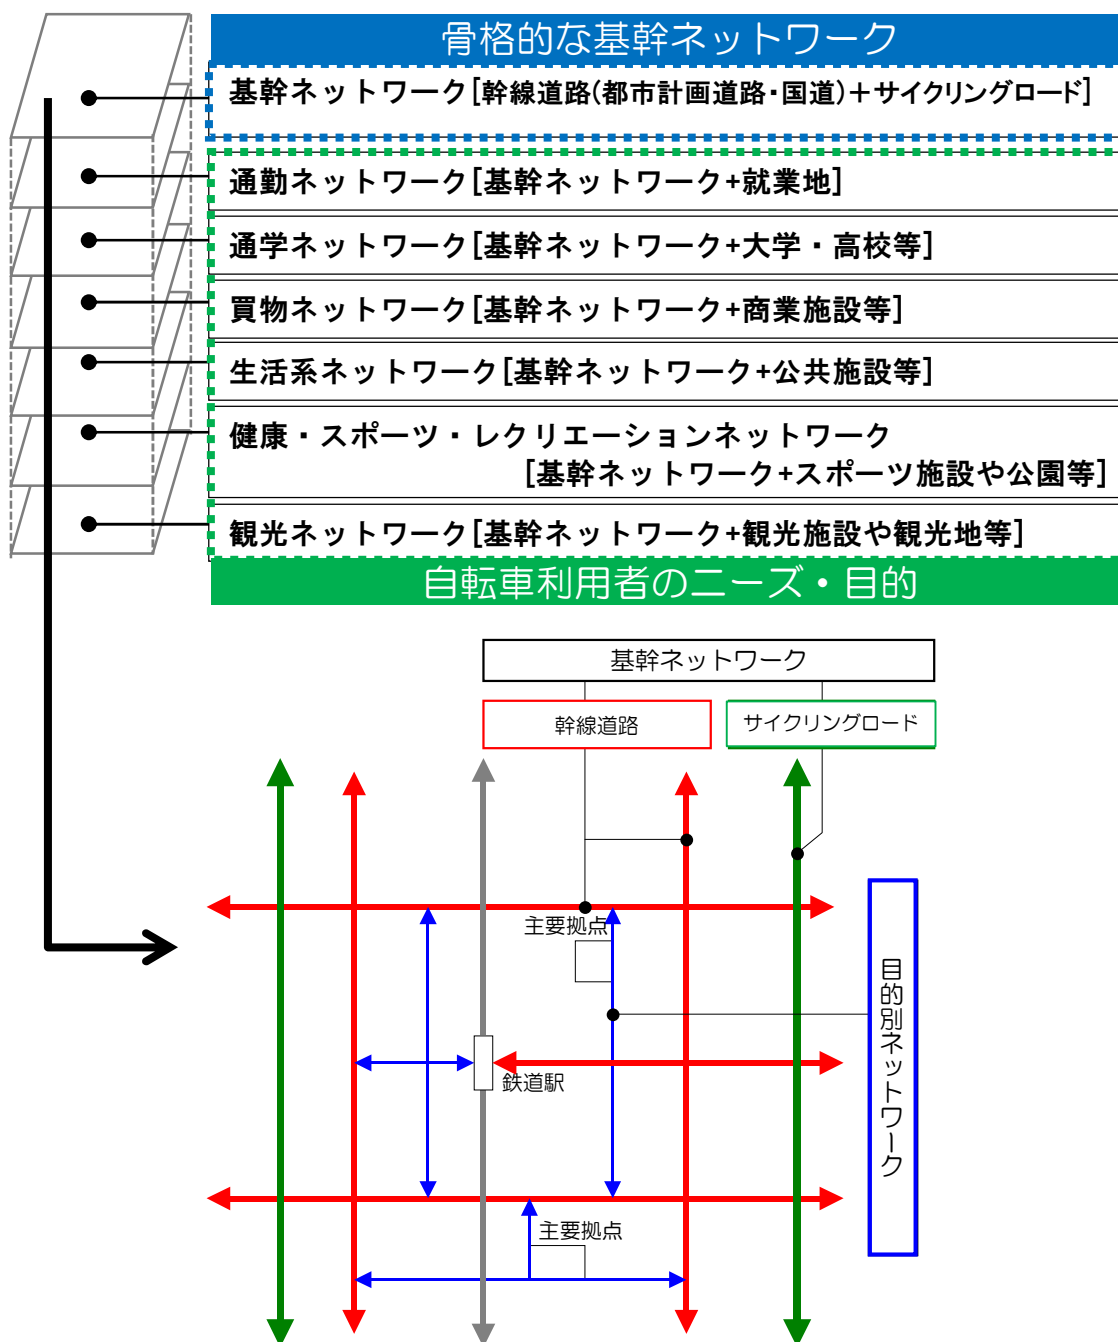 骨格的な基幹ネットワーク
基幹ネットワーク[幹線道路(都市計画道路・国道)＋サイクリングロード]
通勤ネットワーク[基幹ネットワーク+就業地]
通学ネットワーク[基幹ネットワーク+大学・高校等]
買物ネットワーク[基幹ネットワーク+商業施設等]
生活系ネットワーク[基幹ネットワーク+公共施設等]
健康・スポーツ・レクリエーションネットワーク
[基幹ネットワーク+スポーツ施設や公園等]
観光ネットワーク[基幹ネットワーク+観光施設や観光地等]
自転車利用者のニーズ・目的
基幹ネットワーク
幹線道路
サイクリングロード
主要拠点
目的別ネットワーク
鉄道駅
主要拠点